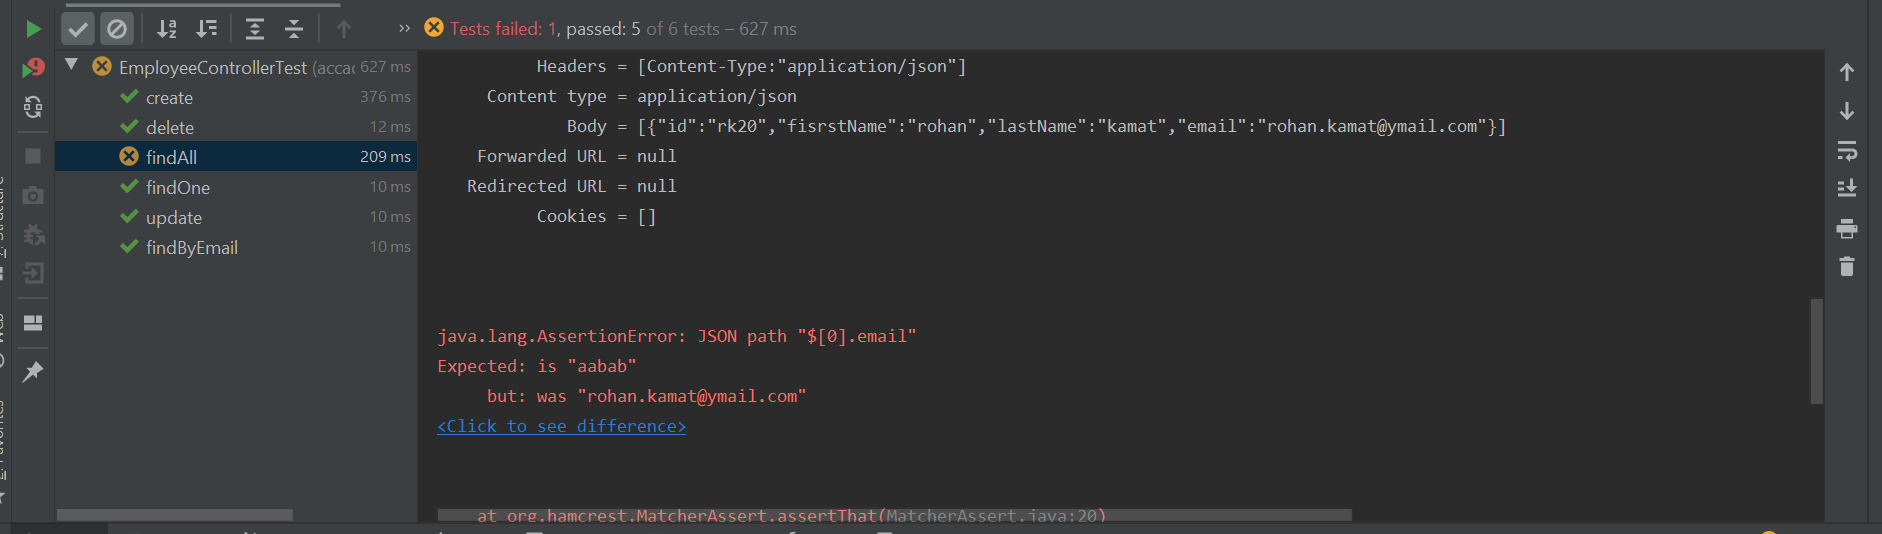 Tests failed: 1, passed: 5 of 6 tests – 627 ms
EmployeeControllerTest (accac 627 ms
create 376 ms
delete 12 ms
findAll 209 ms
findOne 10 ms
update 10 ms
findByEmail 10 ms
Headers = [Content-Type:"application/json"]
Content type = application/json
Body = [{"id":"rk20","fisrstName":"rohan","lastName":"kamat","email":"rohan.kamat@ymail.com"}]
Forwarded URL = null
Redirected URL = null
Cookies = []
java.lang.AssertionError: JSON path "$[0].email"
Expected: is "aabab"
but: was "rohan.kamat@ymail.com"
<Click to see difference>
at org.hamcrest.MatcherAssert.assertThat(MatcherAssert.java:20)